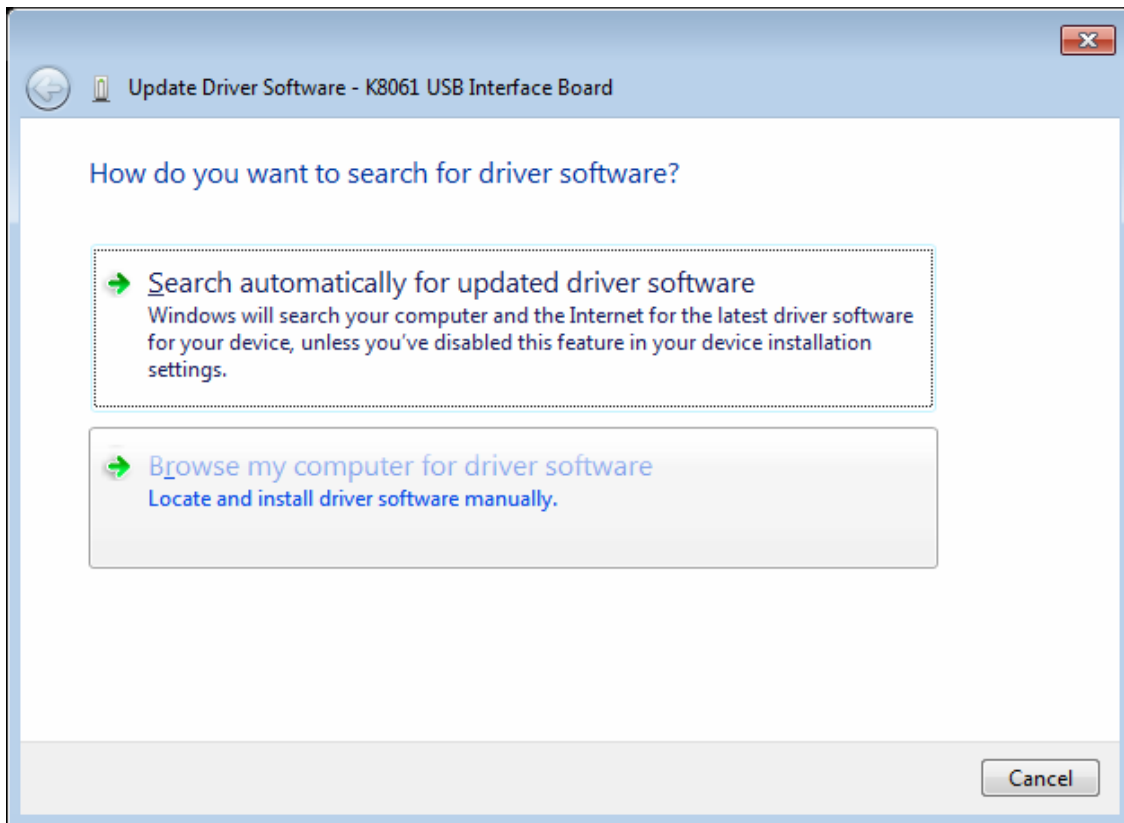 Update Driver Software - K8061 USB Interface Board
How do you want to search for driver software?
Search automatically for updated driver software
Windows will search your computer and the Internet for the latest driver software
for your device, unless you've disabled this feature in your device installation
settings.
Browse my computer for driver software
Locate and install driver software manually.
Cancel